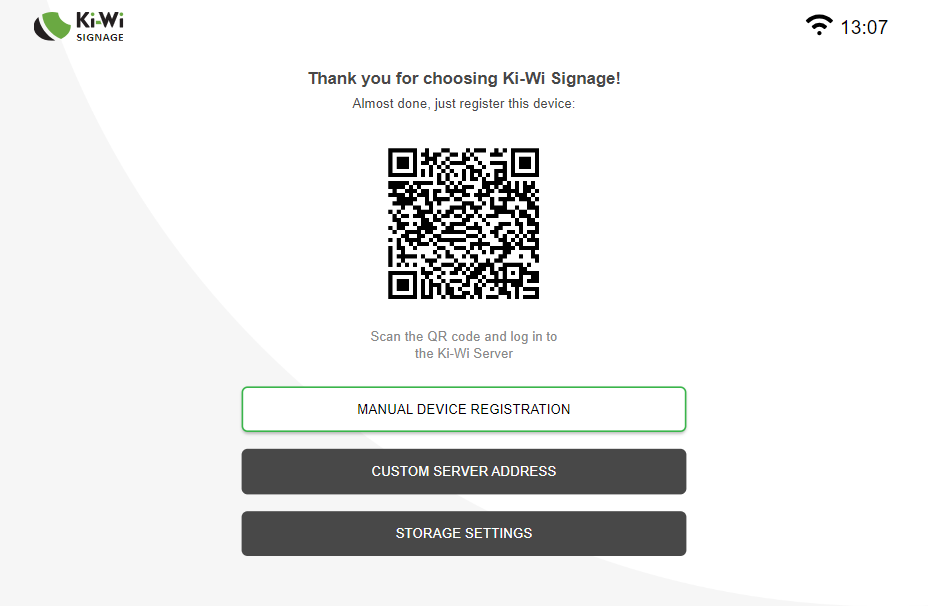 Ki-Wi
SIGNAGE
13:07
Thank you for choosing Ki-Wi Signage!
Almost done, just register this device:
Scan the QR code and log in to
the Ki-Wi Server
MANUAL DEVICE REGISTRATION
CUSTOM SERVER ADDRESS
STORAGE SETTINGS